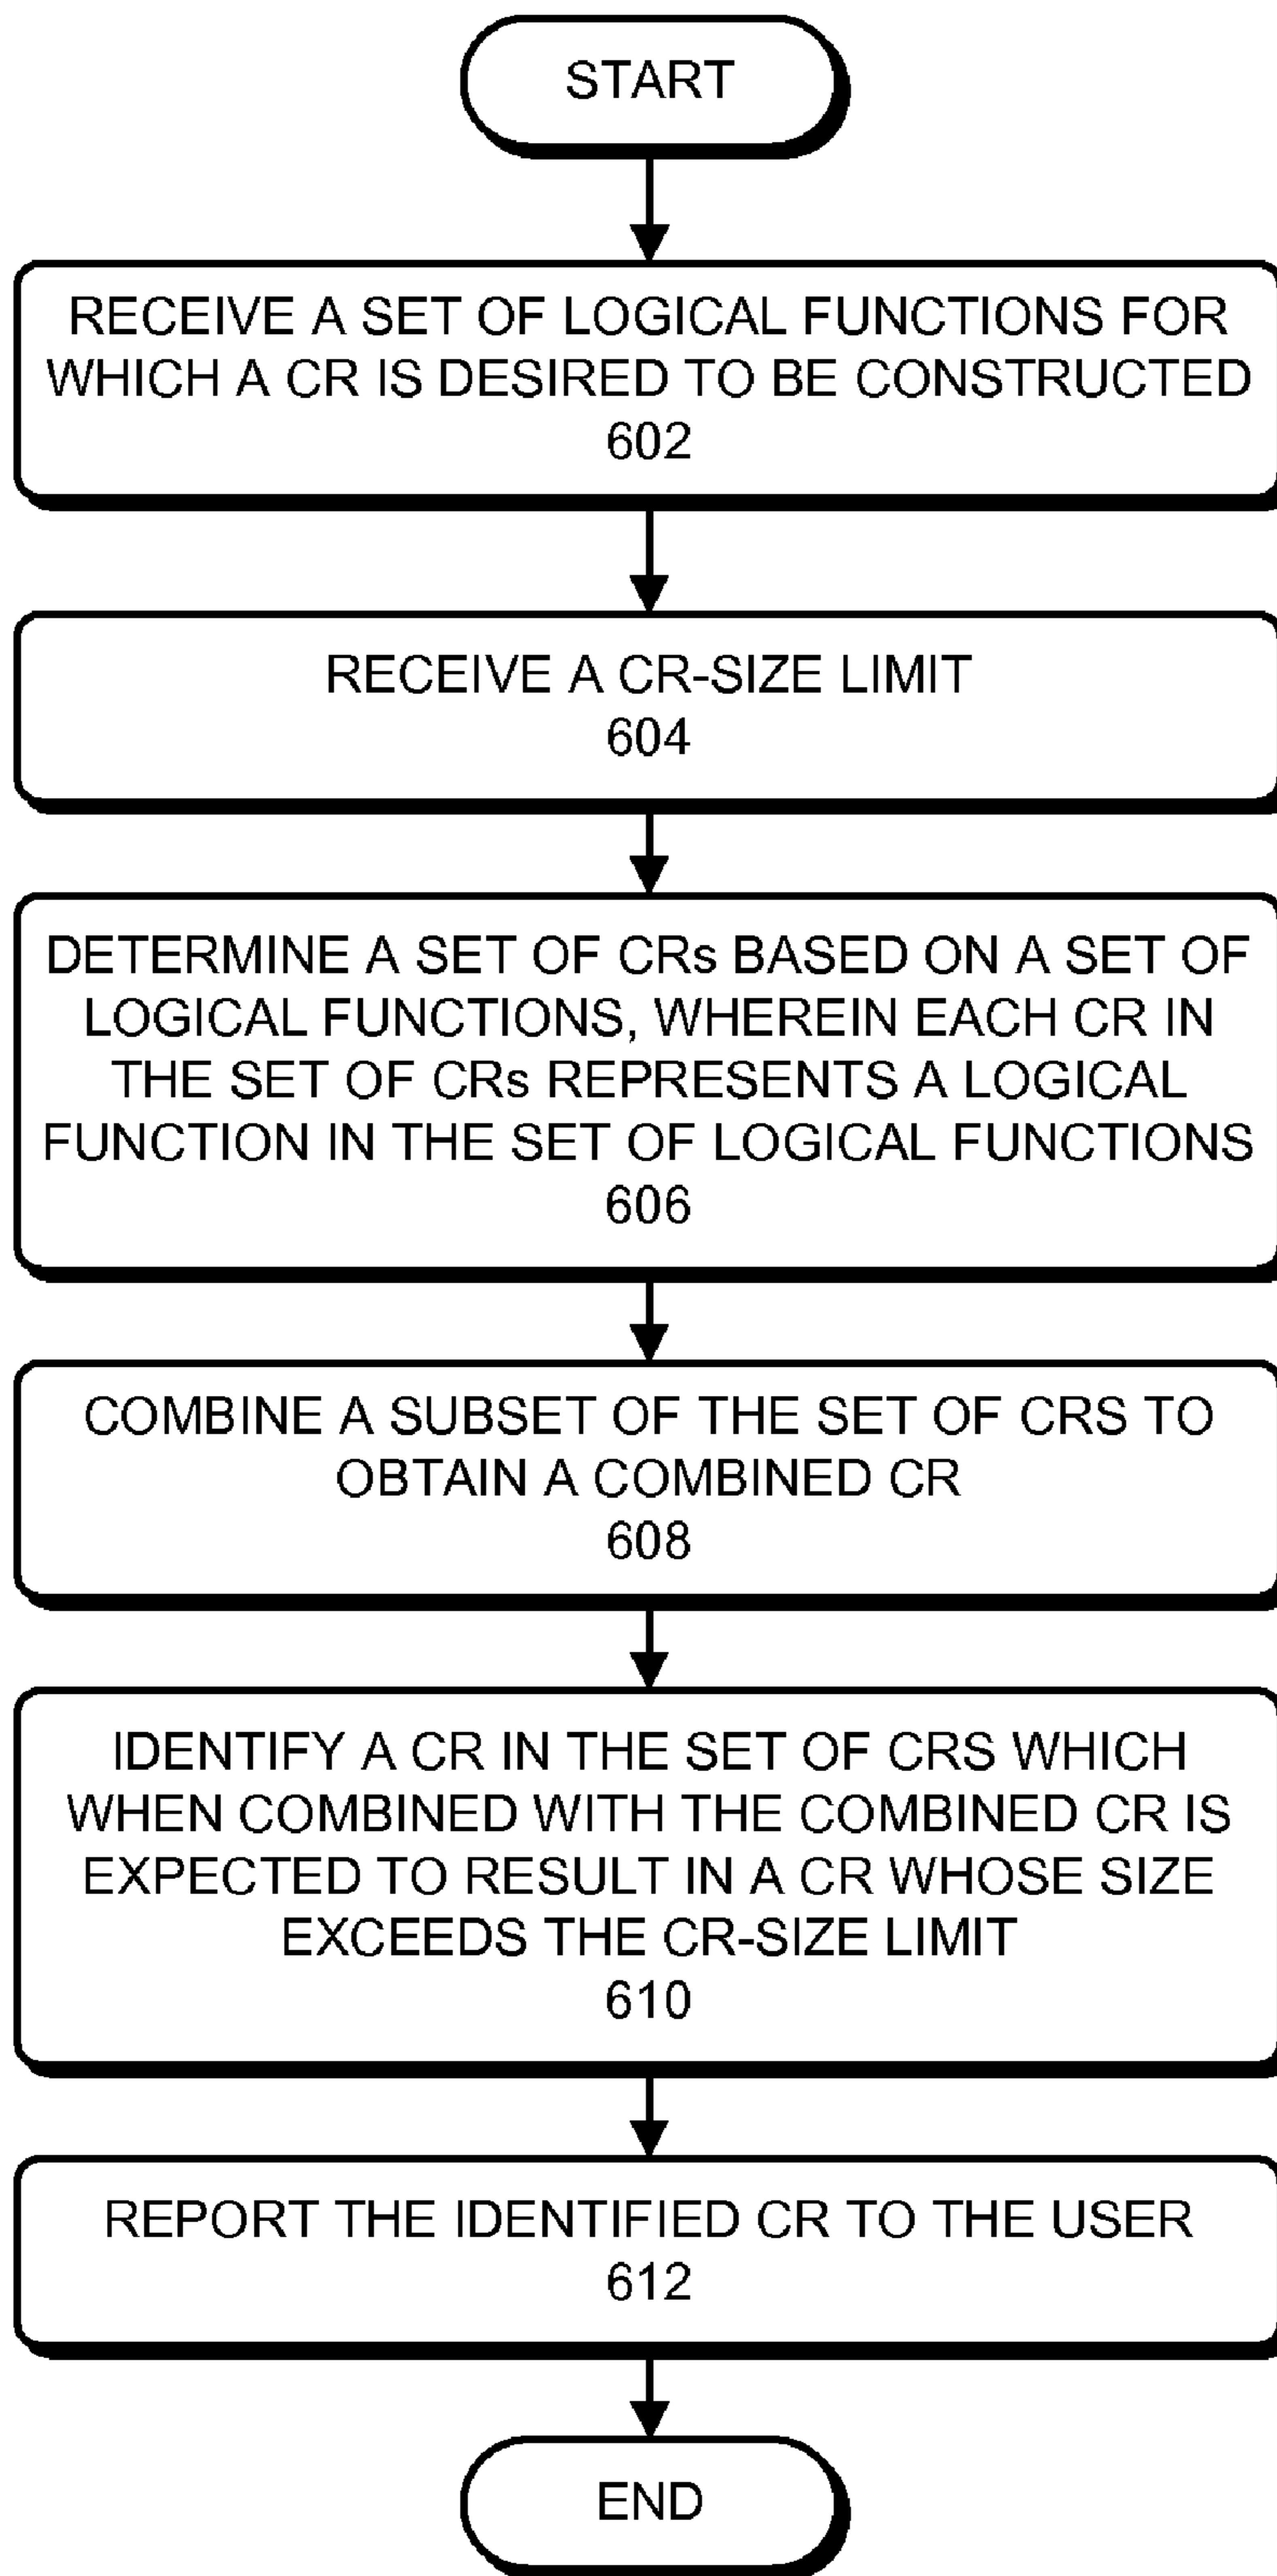 START
RECEIVE A SET OF LOGICAL FUNCTIONS FOR
WHICH A CR IS DESIRED TO BE CONSTRUCTED
602
RECEIVE A CR-SIZE LIMIT
604
DETERMINE A SET OF CRs BASED ON A SET OF
LOGICAL FUNCTIONS, WHEREIN EACH CR IN
THE SET OF CRs REPRESENTS A LOGICAL
FUNCTION IN THE SET OF LOGICAL FUNCTIONS
606
COMBINE A SUBSET OF THE SET OF CRS TO
OBTAIN A COMBINED CR
608
IDENTIFY A CR IN THE SET OF CRS WHICH
WHEN COMBINED WITH THE COMBINED CR IS
EXPECTED TO RESULT IN A CR WHOSE SIZE
EXCEEDS THE CR-SIZE LIMIT
610
REPORT THE IDENTIFIED CR TO THE USER
612
END